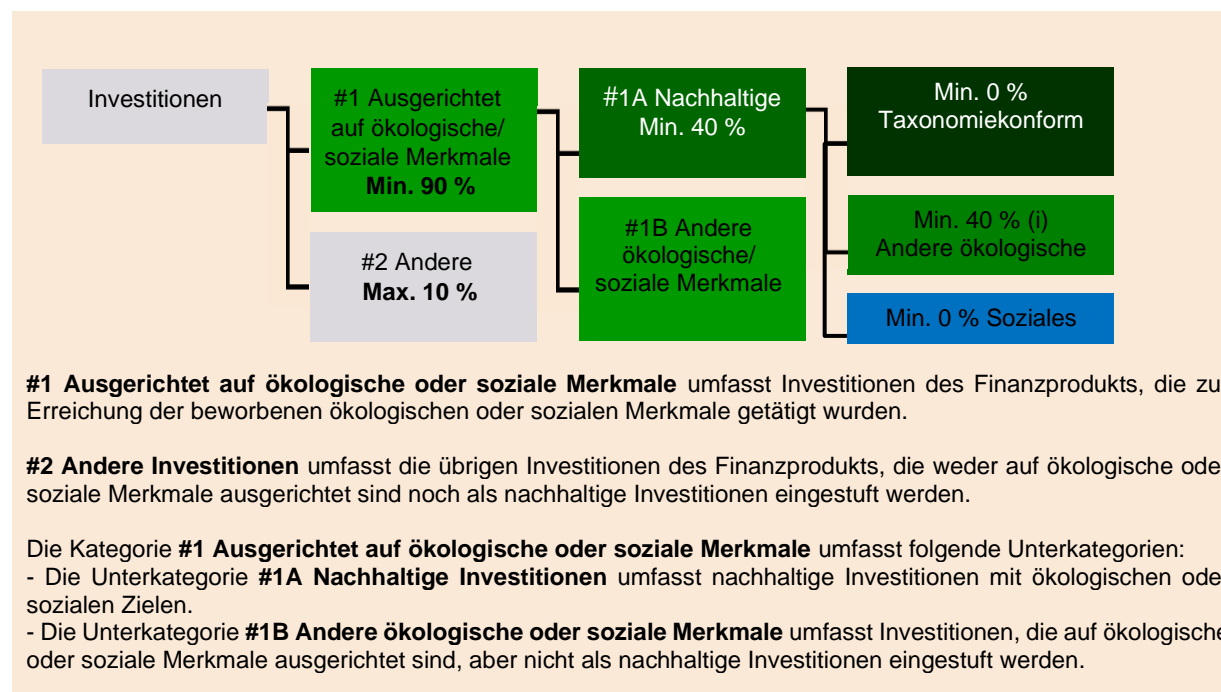 Investitionen
#1 Ausgerichtet
auf ökologische/
soziale Merkmale
Min. 90 %
#2 Andere
Max. 10 %
#1A Nachhaltige
Min. 40 %
#1B Andere
ökologische/
soziale Merkmale
Min. 0 %
Taxonomiekonform
Min. 40 % (i)
Andere ökologische
Min. 0 % Soziales
#1 Ausgerichtet auf ökologische oder soziale Merkmale umfasst Investitionen des Finanzprodukts, die zu
Erreichung der beworbenen ökologischen oder sozialen Merkmale getätigt wurden.
#2 Andere Investitionen umfasst die übrigen Investitionen des Finanzprodukts, die weder auf ökologische ode
soziale Merkmale ausgerichtet sind noch als nachhaltige Investitionen eingestuft werden.
Die Kategorie #1 Ausgerichtet auf ökologische oder soziale Merkmale umfasst folgende Unterkategorien:
- Die Unterkategorie #1A Nachhaltige Investitionen umfasst nachhaltige Investitionen mit ökologischen ode
sozialen Zielen.
- Die Unterkategorie #1B Andere ökologische oder soziale Merkmale umfasst Investitionen, die auf ökologische
oder soziale Merkmale ausgerichtet sind, aber nicht als nachhaltige Investitionen eingestuft werden.